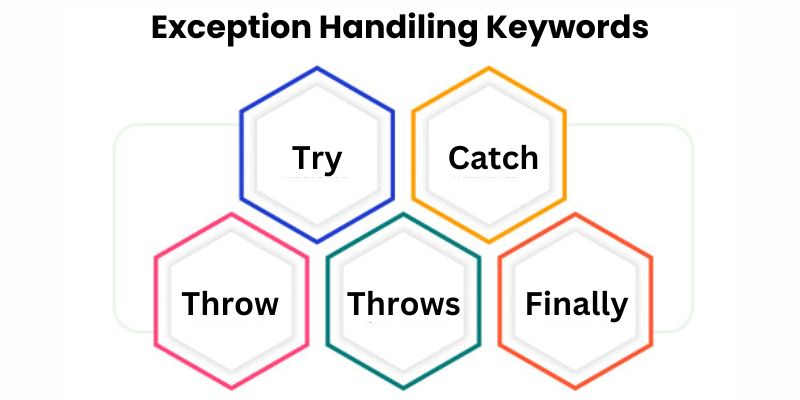 Exception Handiling Keywords
Try
Catch
Throw
Throws
Finally